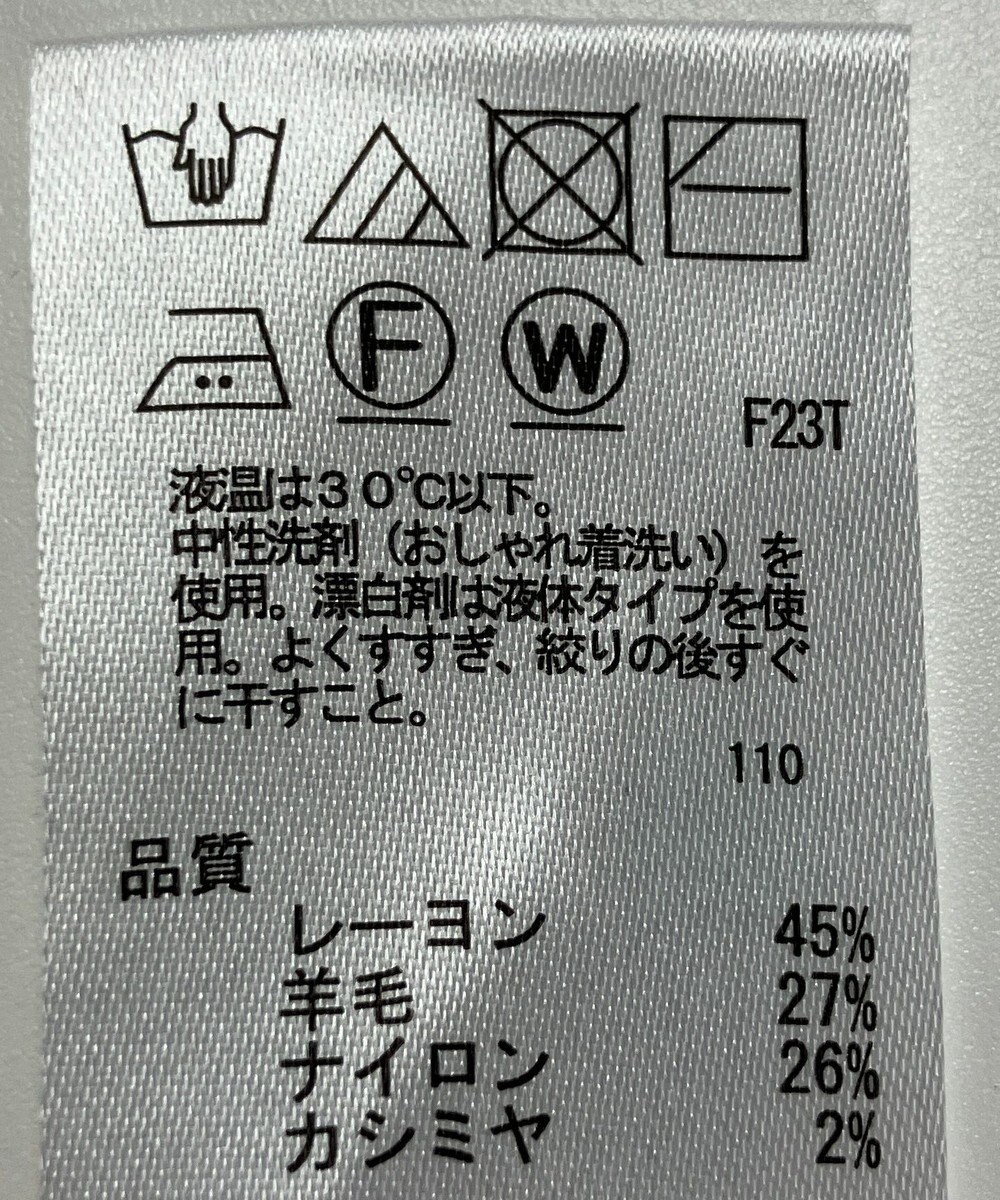 F W
F23T
液温は30℃以下。
中性洗剤（おしゃれ着洗い）を
使用。漂白剤は液体タイプを使
用。よくすすぎ、絞りの後すぐ
に干すこと。
110
品質
レーヨン 45%
羊毛 27%
ナイロン 26%
カシミヤ 2%